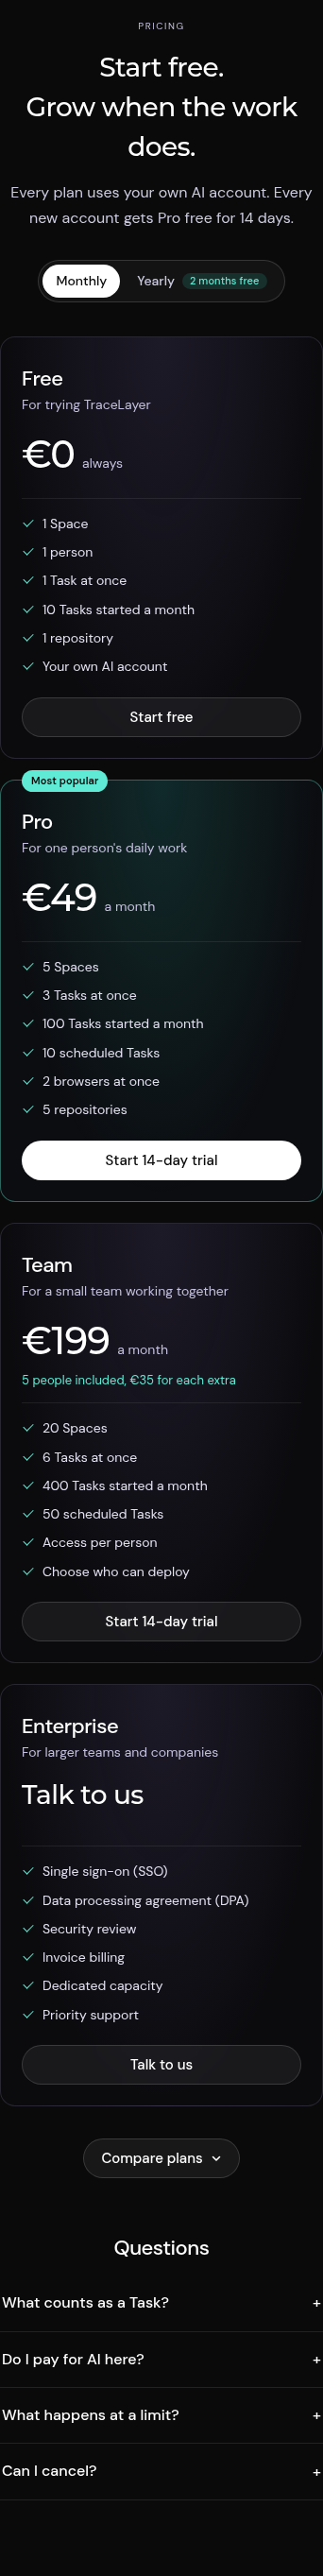 PRICING
Start free.
Grow when the work
does.
Every plan uses your own AI account. Every
new account gets Pro free for 14 days.
Monthly
Yearly
2 months free
Free
For trying TraceLayer
€0 always
1 Space
1 person
1 Task at once
10 Tasks started a month
1 repository
Your own AI account
Start free
Most popular
Pro
For one person's daily work
€49 a month
5 Spaces
3 Tasks at once
100 Tasks started a month
10 scheduled Tasks
2 browsers at once
5 repositories
Start 14-day trial
Team
For a small team working together
€199 a month
5 people included, €35 for each extra
20 Spaces
6 Tasks at once
400 Tasks started a month
50 scheduled Tasks
Access per person
Choose who can deploy
Start 14-day trial
Enterprise
For larger teams and companies
Talk to us
Single sign-on (SSO)
Data processing agreement (DPA)
Security review
Invoice billing
Dedicated capacity
Priority support
Talk to us
Compare plans
Questions
What counts as a Task? +
Do I pay for AI here? +
What happens at a limit? +
Can I cancel? +